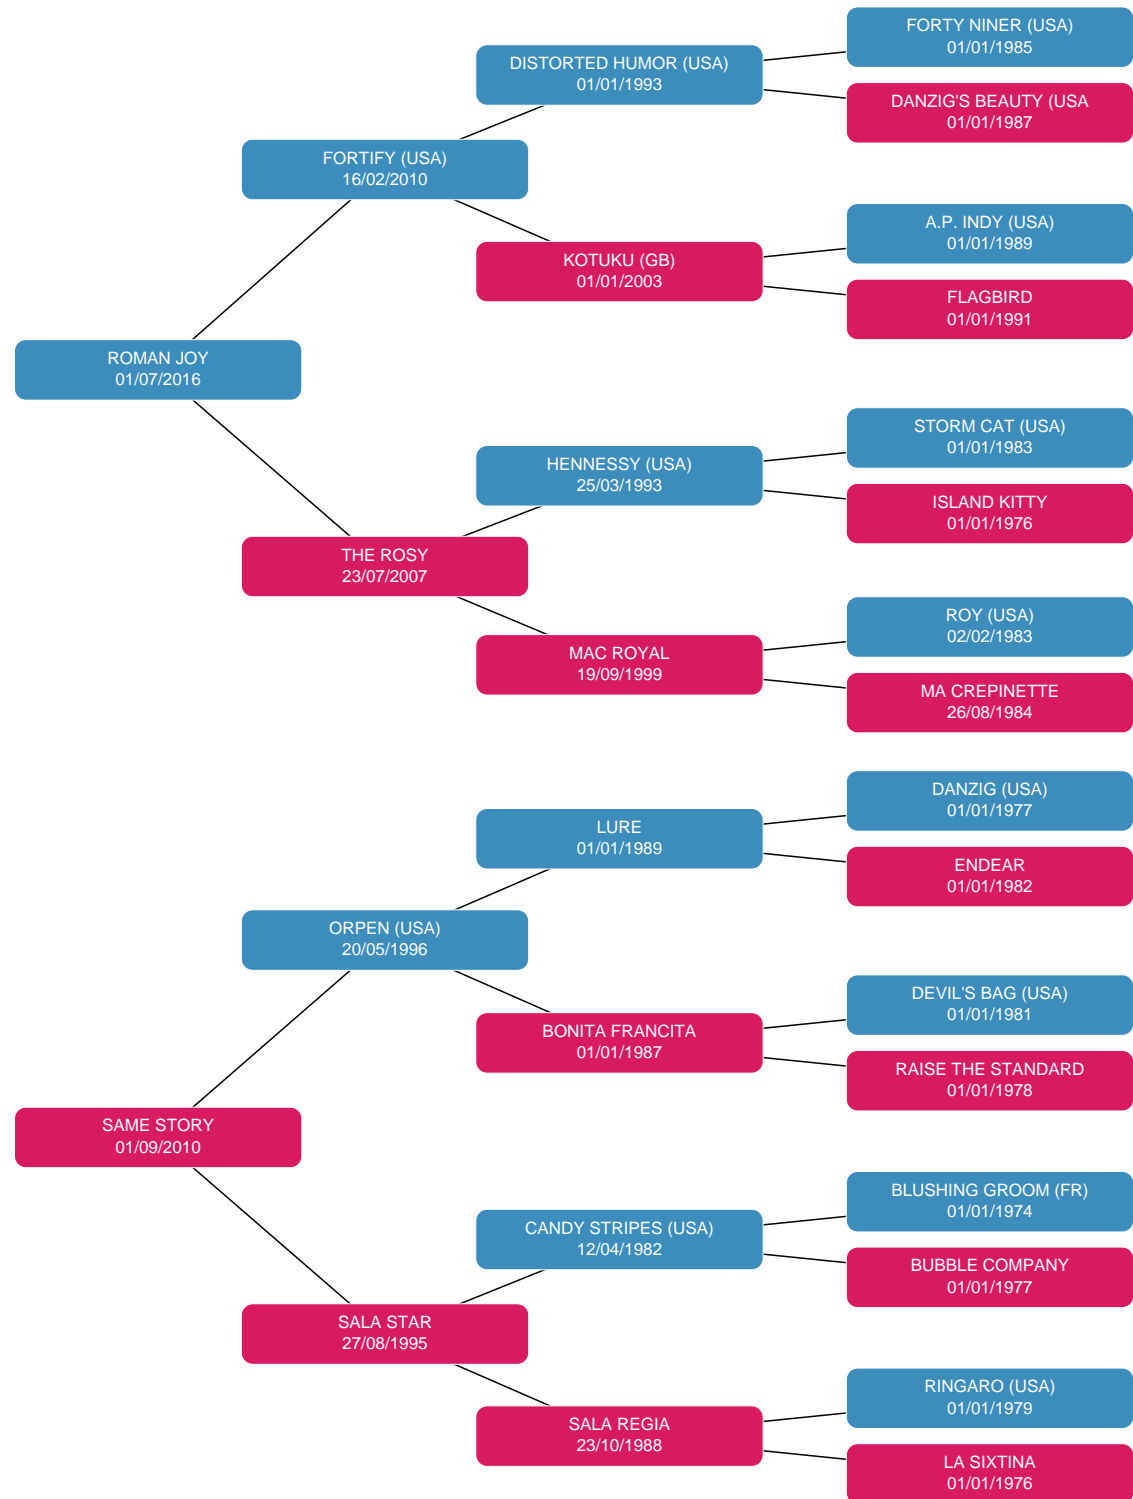 FORTY NINER (USA)
01/01/1985
DISTORTED HUMOR (USA)
01/01/1993
DANZIG'S BEAUTY (USA
01/01/1987
FORTIFY (USA)
16/02/2010
A.P. INDY (USA)
01/01/1989
KOTUKU (GB)
01/01/2003
FLAGBIRD
01/01/1991
ROMAN JOY
01/07/2016
STORM CAT (USA)
01/01/1983
HENNESSY (USA)
25/03/1993
ISLAND KITTY
01/01/1976
THE ROSY
23/07/2007
ROY (USA)
02/02/1983
MAC ROYAL
19/09/1999
MA CREPINETTE
26/08/1984
DANZIG (USA)
01/01/1977
LURE
01/01/1989
ENDEAR
01/01/1982
ORPEN (USA)
20/05/1996
DEVIL'S BAG (USA)
01/01/1981
BONITA FRANCITA
01/01/1987
RAISE THE STANDARD
01/01/1978
SAME STORY
01/09/2010
BLUSHING GROOM (FR)
01/01/1974
CANDY STRIPES (USA)
12/04/1982
BUBBLE COMPANY
01/01/1977
SALA STAR
27/08/1995
RINGARO (USA)
01/01/1979
SALA REGIA
23/10/1988
LA SIXTINA
01/01/1976